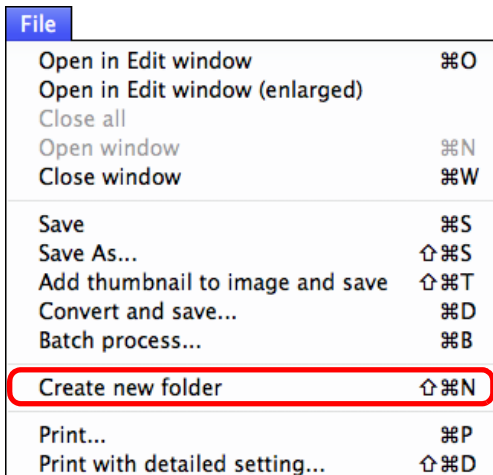 File
Open in Edit window ⌘O
Open in Edit window (enlarged)
Close all
Open window ⌘N
Close window ⌘W
Save ⌘S
Save As... ⇧⌘S
Add thumbnail to image and save ⇧⌘T
Convert and save... ⌘D
Batch process... ⌘B
Create new folder ⇧⌘N
Print... ⌘P
Print with detailed setting... ⇧⌘D